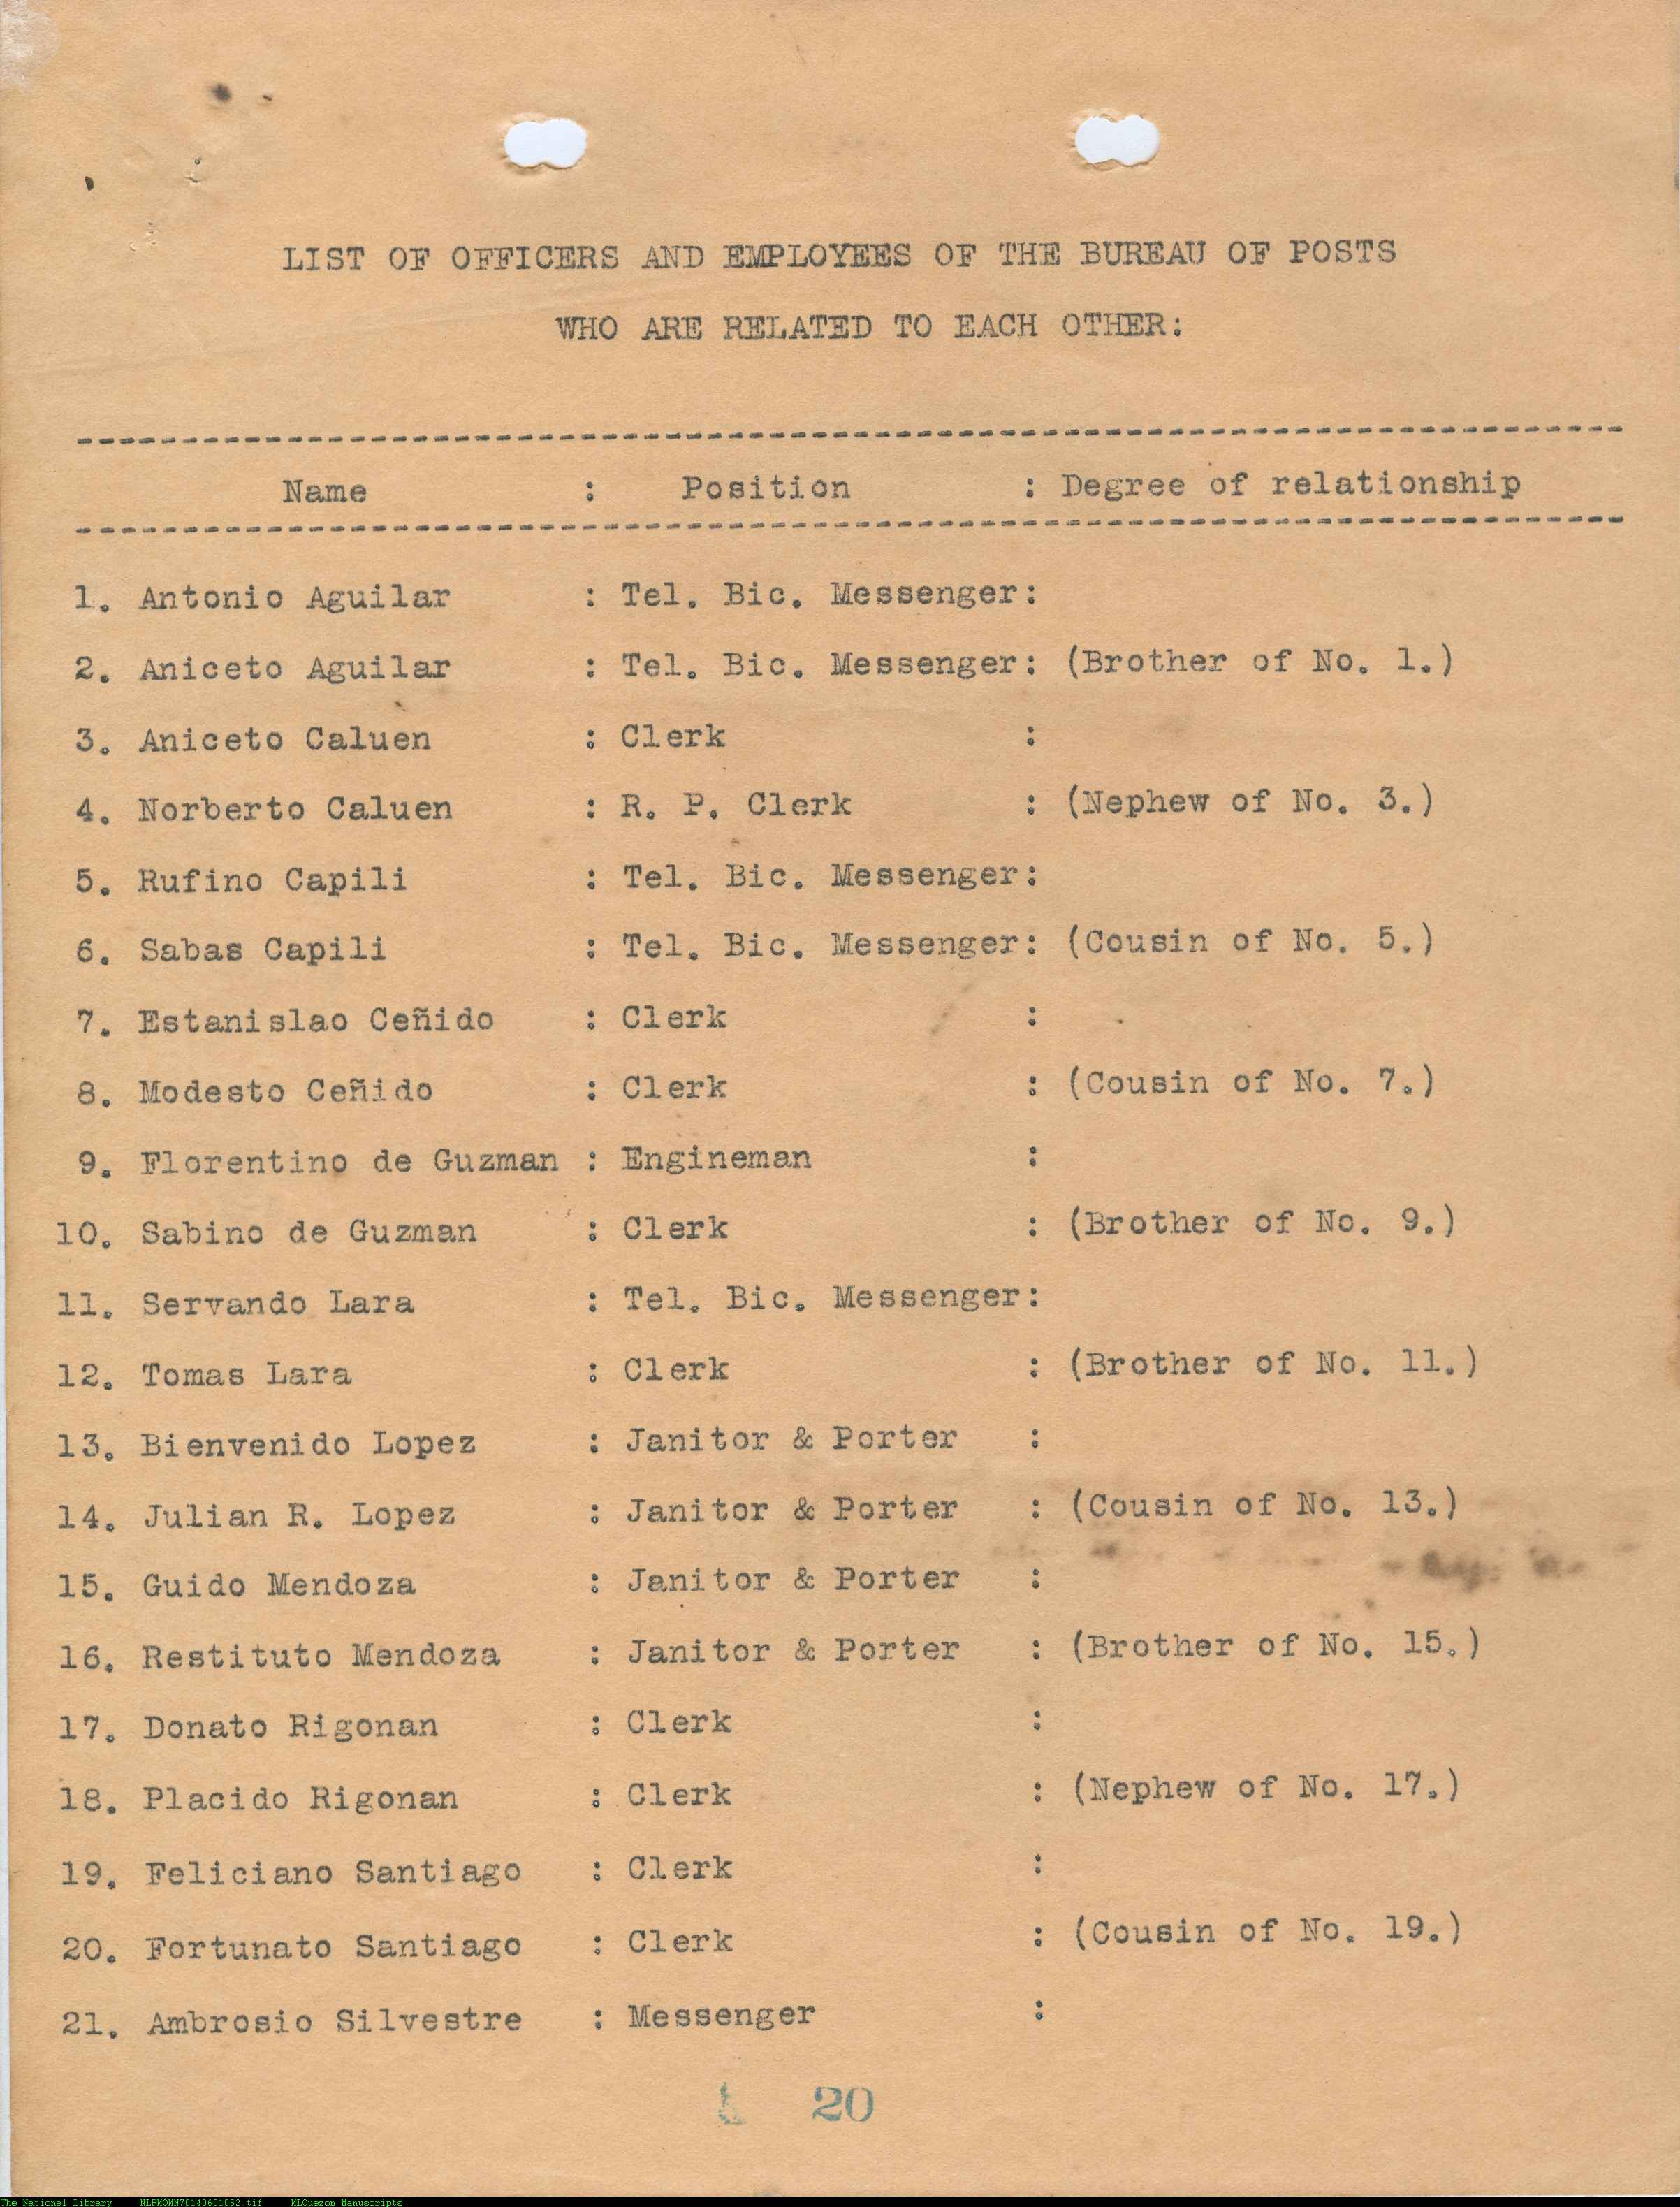 LIST OF OFFICERS AND EMPLOYEES OF THE BUREAU OF POSTS
WHO ARE RELATED TO EACH OTHER:
Name : Position : Degree of relationship
1. Antonio Aguilar : Tel. Bic. Messenger:
2. Aniceto Aguilar : Tel. Bic. Messenger: (Brother of No. 1.)
3. Aniceto Caluen : Clerk :
4. Norberto Caluen : R. P. Clerk : (Nephew of No. 3.)
5. Rufino Capili : Tel. Bic. Messenger:
6. Sabas Capili : Tel. Bic. Messenger: (Cousin of No. 5.)
7. Estanislao Ceñido : Clerk :
8. Modesto Ceñido : Clerk : (Cousin of No. 7.)
9. Florentino de Guzman : Engineman :
10. Sabino de Guzman : Clerk : (Brother of No. 9.)
11. Servando Lara : Tel. Bic. Messenger:
12. Tomas Lara : Clerk : (Brother of No. 11.)
13. Bienvenido Lopez : Janitor & Porter :
14. Julian R. Lopez : Janitor & Porter : (Cousin of No. 13.)
15. Guido Mendoza : Janitor & Porter :
16. Restituto Mendoza : Janitor & Porter : (Brother of No. 15.)
17. Donato Rigonan : Clerk :
18. Placido Rigonan : Clerk : (Nephew of No. 17.)
19. Feliciano Santiago : Clerk :
20. Fortunato Santiago : Clerk : (Cousin of No. 19.)
21. Ambrosio Silvestre : Messenger :
20
The National Library NLPMQMN70140601052.tif MLQuezon Manuscripts